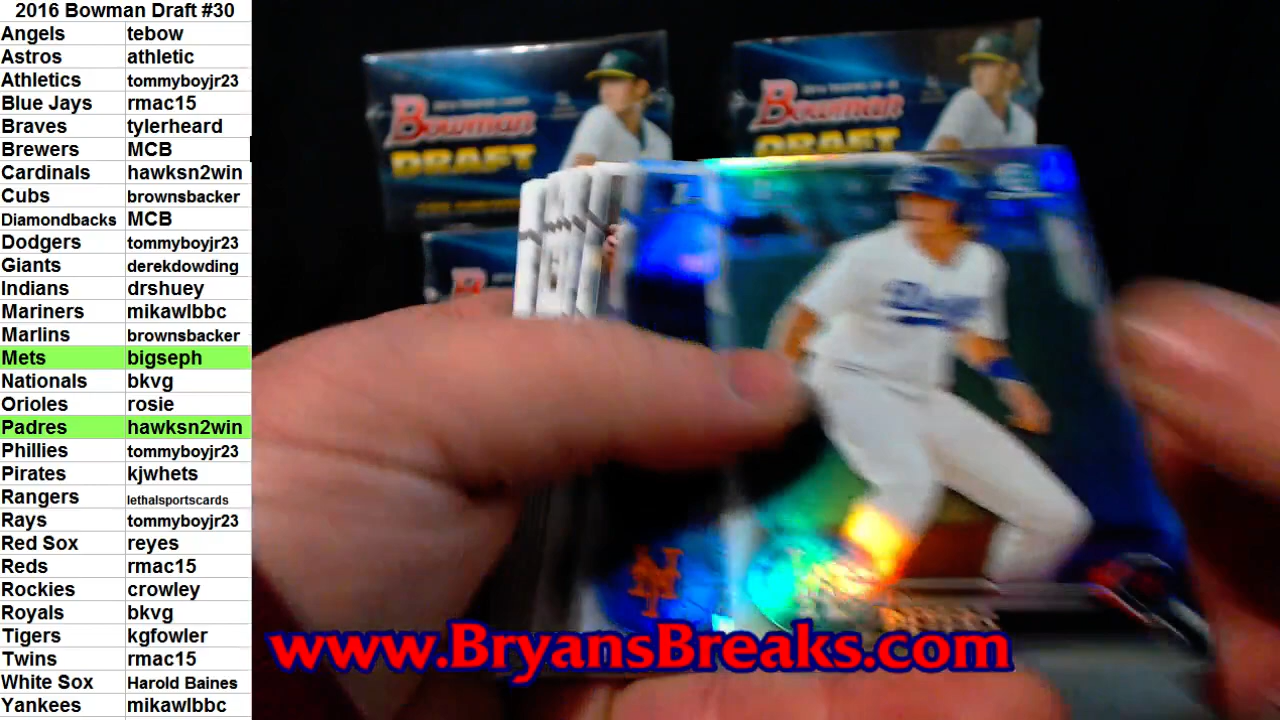 2016 Bowman Draft #30
Angels tebow
Astros athletic
Athletics tommyboyjr23
Blue Jays rmac15
Braves tylerheard
Brewers MCB
Cardinals hawksn2win
Cubs brownsbacker
Diamondbacks MCB
Dodgers tommyboyjr23
Giants derekdowding
Indians drshuey
Mariners mikawlbbc
Marlins brownsbacker
Mets bigseph
Nationals bkvg
Orioles rosie
Padres hawksn2win
Phillies tommyboyjr23
Pirates kjwhets
Rangers lethalsportscards
Rays tommyboyjr23
Red Sox reyes
Reds rmac15
Rockies crowley
Royals bkvg
Tigers kgfowler
Twins rmac15
White Sox Harold Baines
Yankees mikawlbbc
Bowman
DRAFT
Bowman
DRAFT
www.BryansBreaks.com